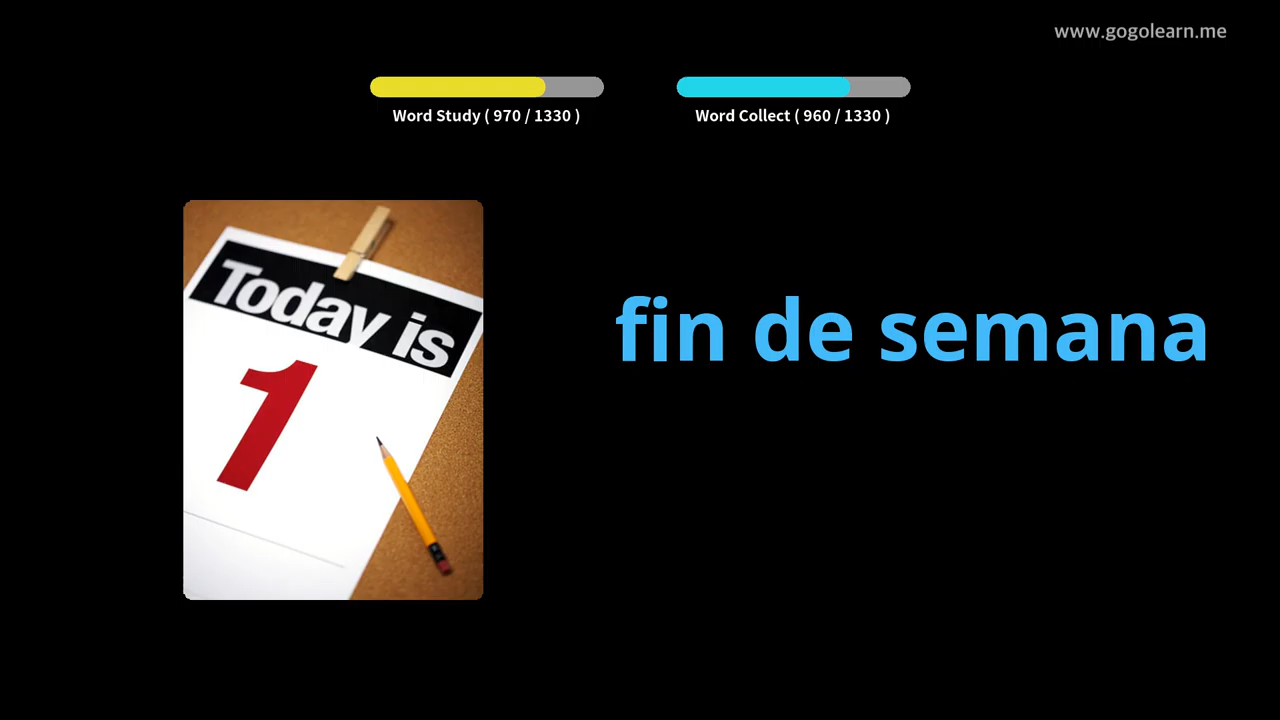 www.gogolearn.me
Word Study ( 970 / 1330 )
Word Collect ( 960 / 1330 )
Today is
1
fin de semana